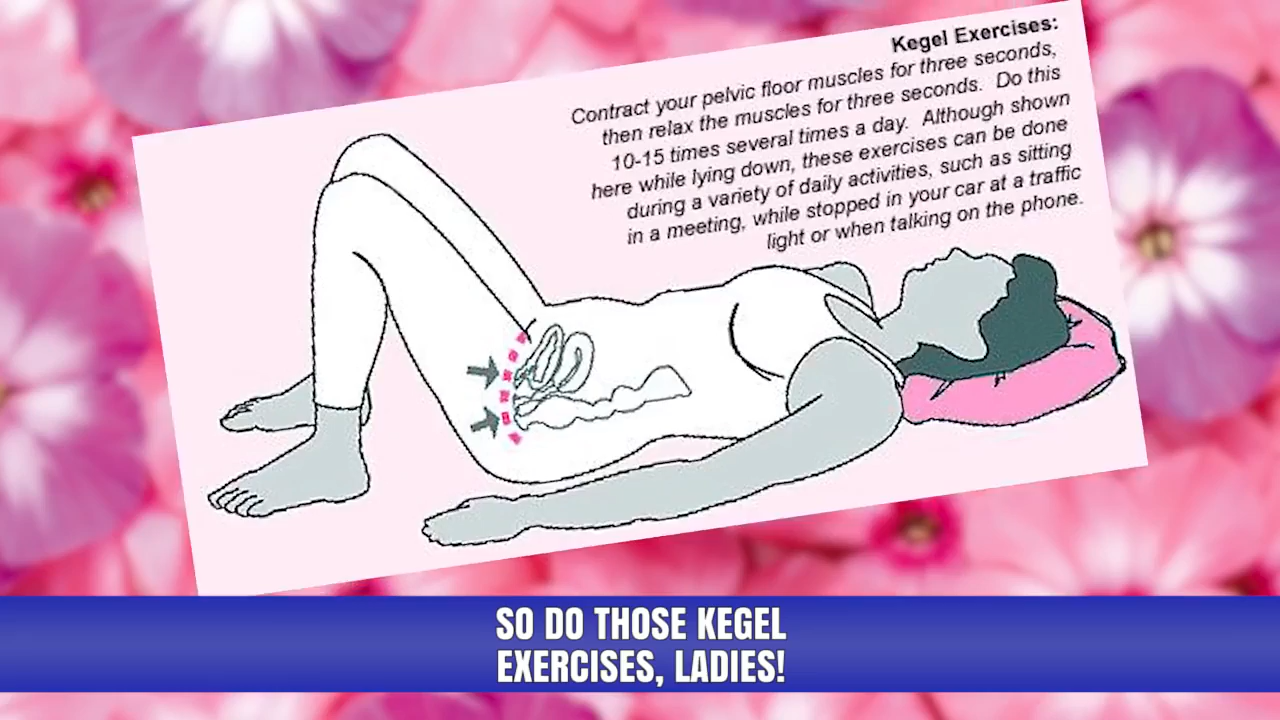 Kegel Exercises:
Contract your pelvic floor muscles for three seconds,
then relax the muscles for three seconds.  Do this
10-15 times several times a day.  Although shown
here while lying down, these exercises can be done
during a variety of daily activities, such as sitting
in a meeting, while stopped in your car at a traffic
light or when talking on the phone.
SO DO THOSE KEGEL
EXERCISES, LADIES!